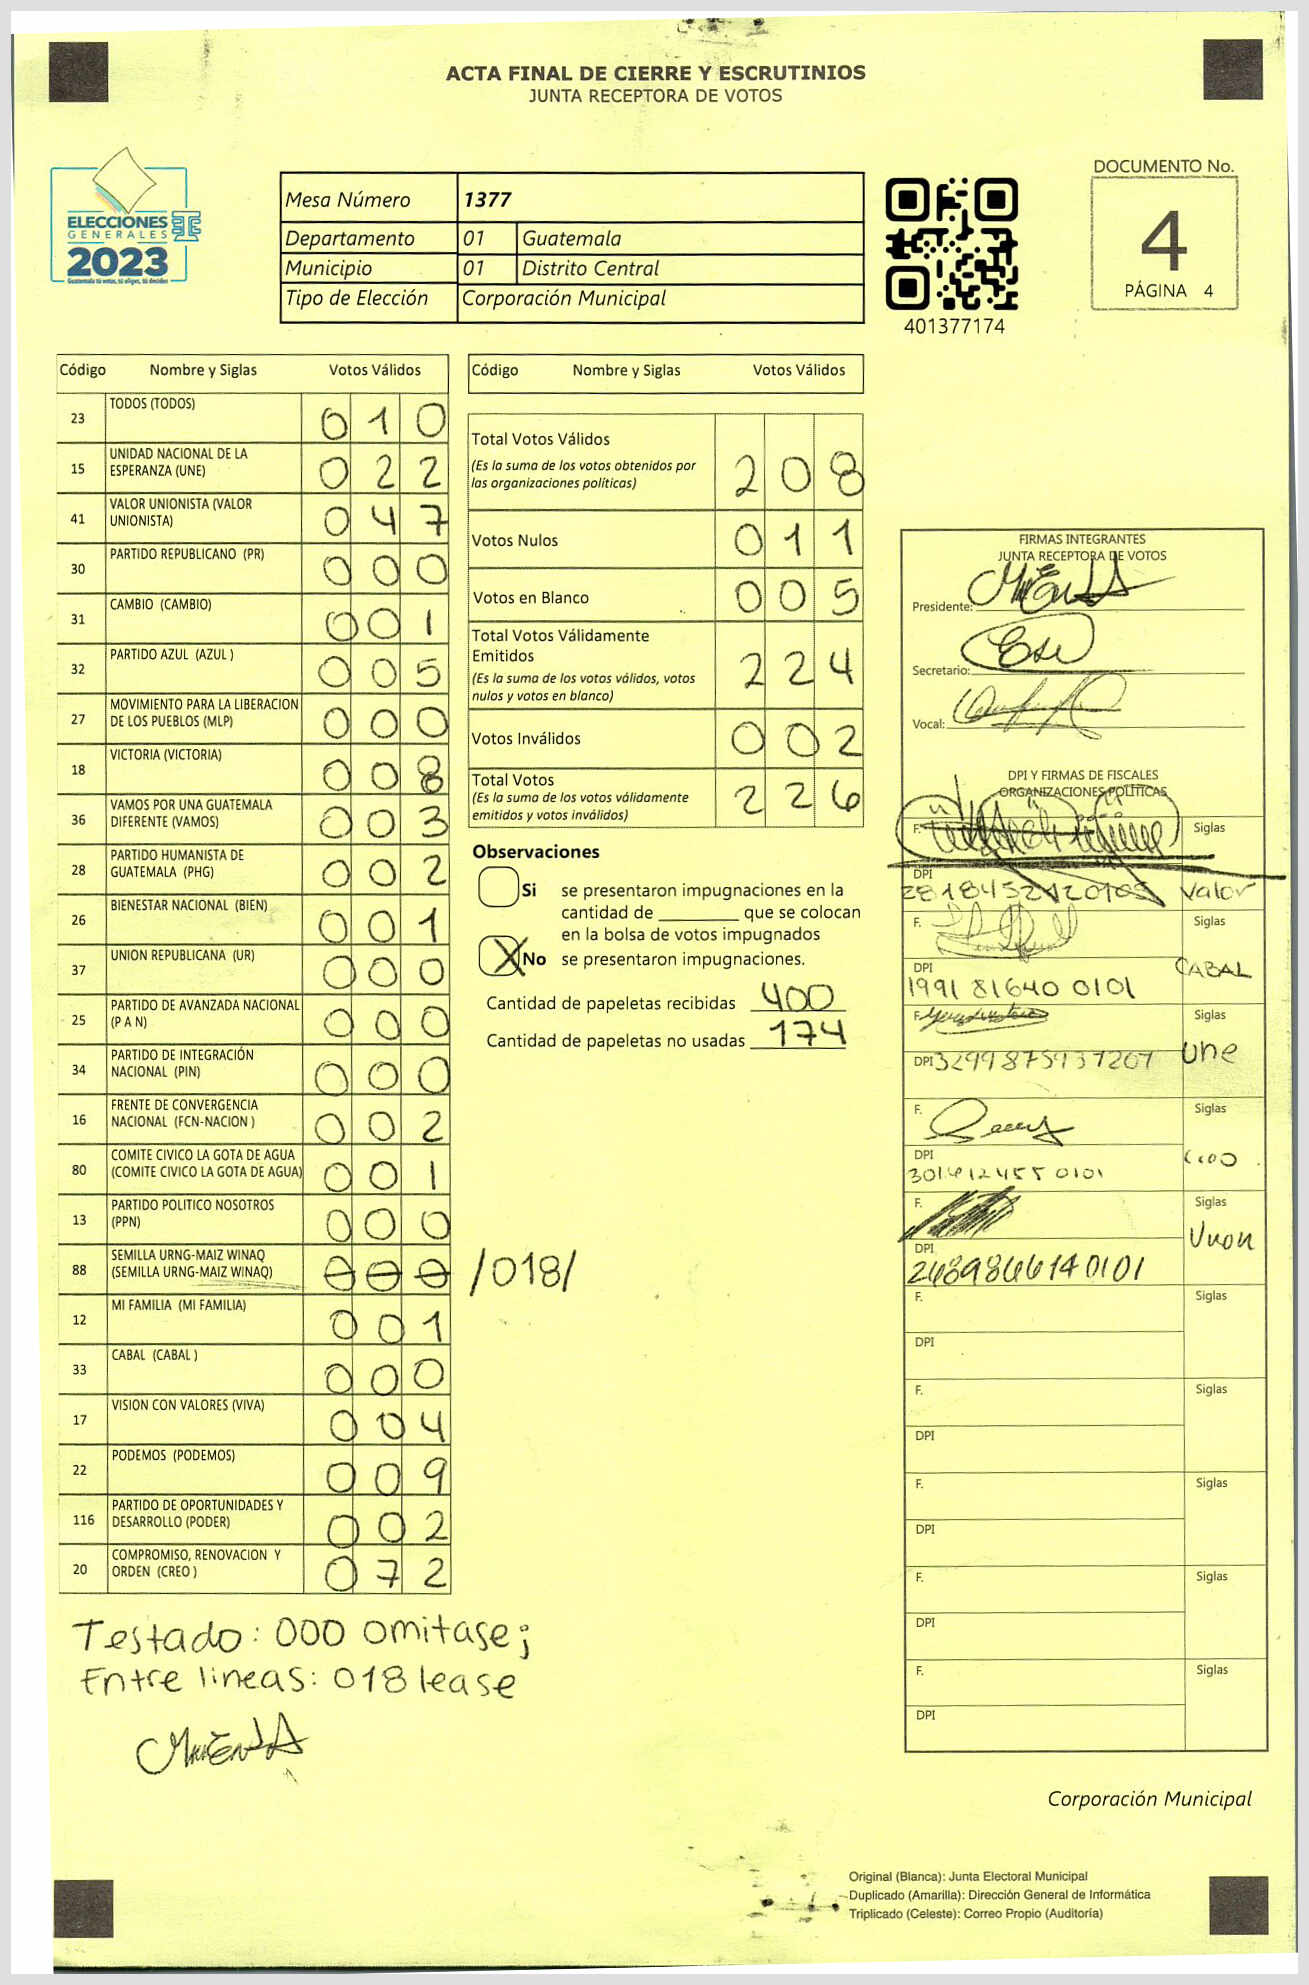 ACTA FINAL DE CIERRE Y ESCRUTINIOS
JUNTA RECEPTORA DE VOTOS
ELECCIONES
GENERALES
2023
Guatemala tú votas, tú eliges, tú decides
Mesa Número 1377
Departamento 01 Guatemala
Municipio 01 Distrito Central
Tipo de Elección Corporación Municipal
401377174
DOCUMENTO No.
4
PÁGINA 4
Código Nombre y Siglas Votos Válidos
23 TODOS (TODOS) 0 1 0
15 UNIDAD NACIONAL DE LA ESPERANZA (UNE) 0 2 2
41 VALOR UNIONISTA (VALOR UNIONISTA) 0 4 7
30 PARTIDO REPUBLICANO (PR) 0 0 0
31 CAMBIO (CAMBIO) 0 0 1
32 PARTIDO AZUL (AZUL ) 0 0 5
27 MOVIMIENTO PARA LA LIBERACION DE LOS PUEBLOS (MLP) 0 0 0
18 VICTORIA (VICTORIA) 0 0 8
36 VAMOS POR UNA GUATEMALA DIFERENTE (VAMOS) 0 0 3
28 PARTIDO HUMANISTA DE GUATEMALA (PHG) 0 0 2
26 BIENESTAR NACIONAL (BIEN) 0 0 1
37 UNION REPUBLICANA (UR) 0 0 0
25 PARTIDO DE AVANZADA NACIONAL (P A N) 0 0 0
34 PARTIDO DE INTEGRACIÓN NACIONAL (PIN) 0 0 0
16 FRENTE DE CONVERGENCIA NACIONAL (FCN-NACION ) 0 0 2
80 COMITE CIVICO LA GOTA DE AGUA (COMITE CIVICO LA GOTA DE AGUA) 0 0 1
13 PARTIDO POLITICO NOSOTROS (PPN) 0 0 0
88 SEMILLA URNG-MAIZ WINAQ (SEMILLA URNG-MAIZ WINAQ) 0 0 0 /018/
12 MI FAMILIA (MI FAMILIA) 0 0 1
33 CABAL (CABAL ) 0 0 0
17 VISION CON VALORES (VIVA) 0 0 4
22 PODEMOS (PODEMOS) 0 0 9
116 PARTIDO DE OPORTUNIDADES Y DESARROLLO (PODER) 0 0 2
20 COMPROMISO, RENOVACION Y ORDEN (CREO ) 0 7 2
Testado: 000 omitase;
Entre lineas: 018 lease
Código Nombre y Siglas Votos Válidos
Total Votos Válidos 2 0 8
(Es la suma de los votos obtenidos por
las organizaciones políticas)
Votos Nulos 0 1 1
Votos en Blanco 0 0 5
Total Votos Válidamente
Emitidos 2 2 4
(Es la suma de los votos válidos, votos
nulos y votos en blanco)
Votos Inválidos 0 0 2
Total Votos 2 2 6
(Es la suma de los votos válidamente
emitidos y votos inválidos)
Observaciones
Si se presentaron impugnaciones en la
cantidad de ________ que se colocan
en la bolsa de votos impugnados
X No se presentaron impugnaciones.
Cantidad de papeletas recibidas 400
Cantidad de papeletas no usadas 174
FIRMAS INTEGRANTES
JUNTA RECEPTORA DE VOTOS
Presidente:
Secretario:
Vocal:
DPI Y FIRMAS DE FISCALES
ORGANIZACIONES POLÍTICAS
F. Siglas
DPI Valor
F. Siglas
DPI CABAL
1991 81640 0101
F. Siglas
DPI 3299875937207 Une
F. Siglas
DPI
F. Siglas
DPI
F. Siglas
DPI
F. Siglas
DPI
F. Siglas
DPI
F. Siglas
DPI
F. Siglas
DPI
Corporación Municipal
Original (Blanca): Junta Electoral Municipal
Duplicado (Amarilla): Dirección General de Informática
Triplicado (Celeste): Correo Propio (Auditoría)